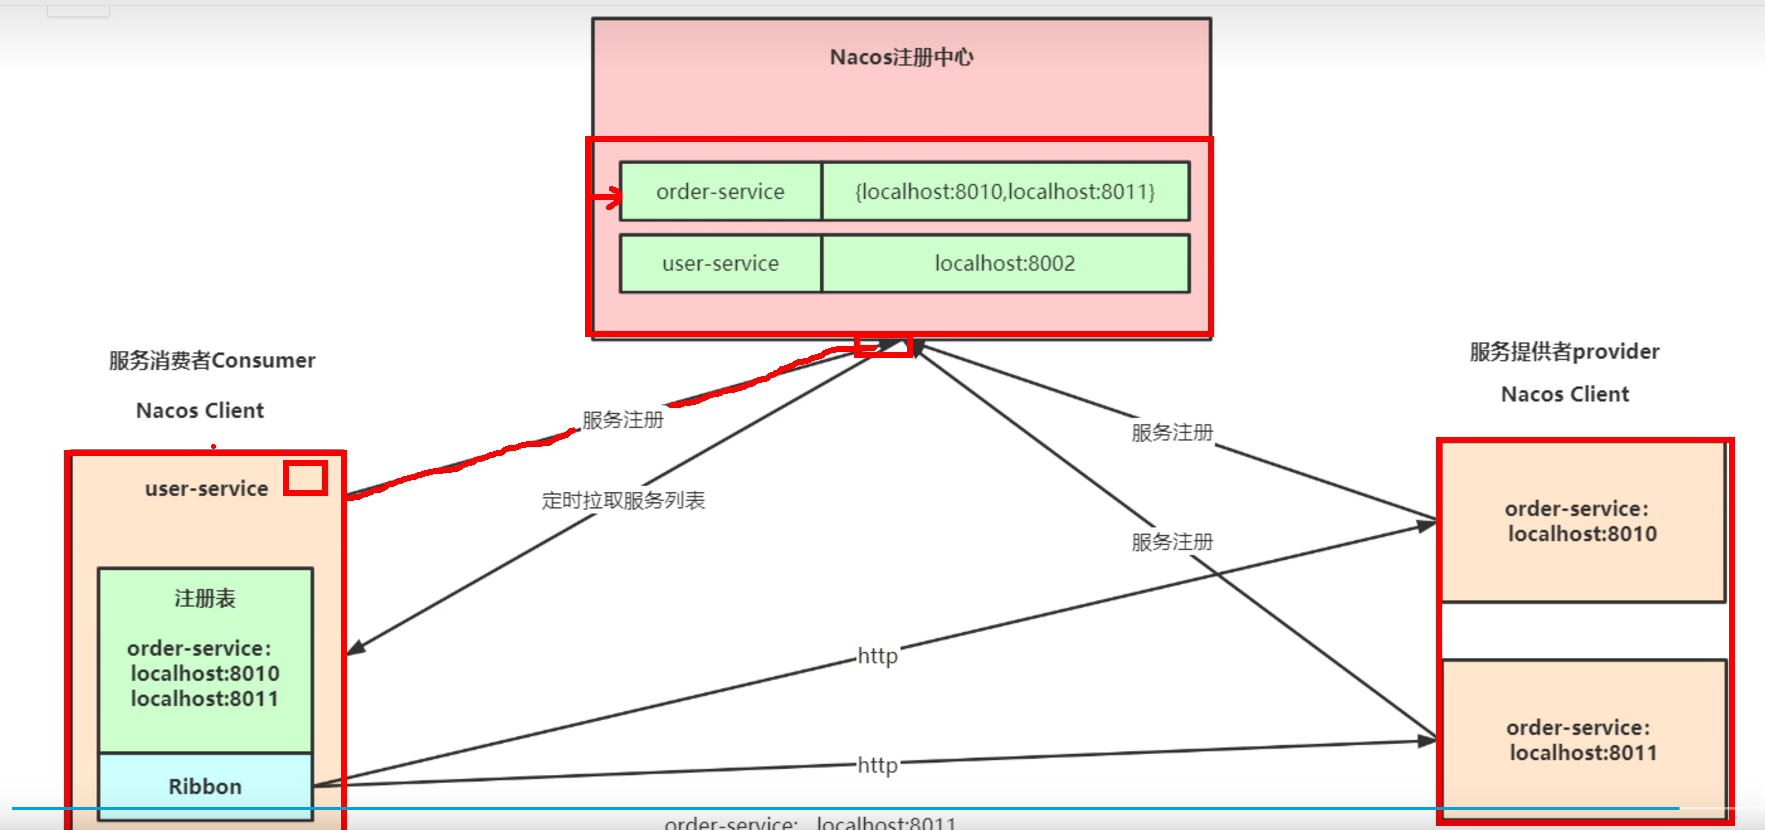 Nacos注册中心
order-service
{localhost:8010,localhost:8011}
user-service
localhost:8002
服务消费者Consumer
Nacos Client
服务提供者provider
Nacos Client
服务注册
服务注册
定时拉取服务列表
服务注册
user-service
注册表
order-service：
localhost:8010
localhost:8011
Ribbon
http
http
order-service：
localhost:8010
order-service：
localhost:8011
order-service: localhost:8011